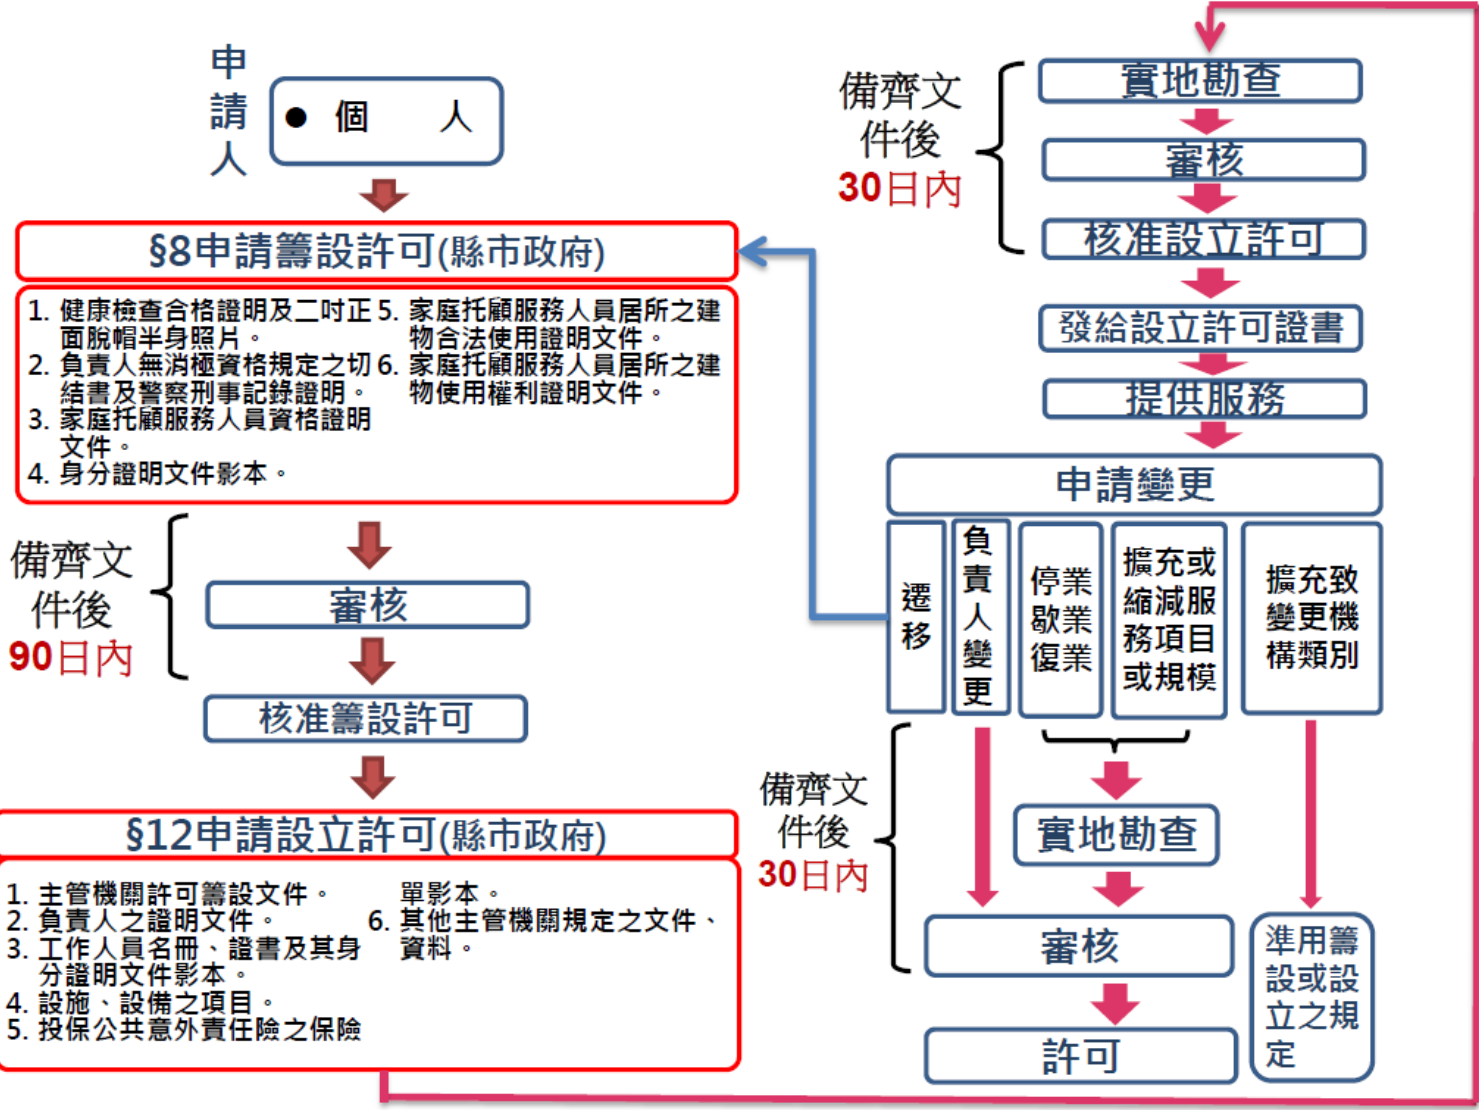 申
請
人
● 個 人
§8申請籌設許可(縣市政府)
1. 健康檢查合格證明及二吋正
面脫帽半身照片。
2. 負責人無消極資格規定之切
結書及警察刑事記錄證明。
3. 家庭托顧服務人員資格證明
文件。
4. 身分證明文件影本。
5. 家庭托顧服務人員居所之建
物合法使用證明文件。
6. 家庭托顧服務人員居所之建
物使用權利證明文件。
備齊文
件後
90日內
審核
核准籌設許可
§12申請設立許可(縣市政府)
1. 主管機關許可籌設文件。
2. 負責人之證明文件。
3. 工作人員名冊、證書及其身
分證明文件影本。
4. 設施、設備之項目。
5. 投保公共意外責任險之保險
單影本。
6. 其他主管機關規定之文件、
資料。
備齊文
件後
30日內
實地勘查
審核
核准設立許可
發給設立許可證書
提供服務
申請變更
遷
移
負
責
人
變
更
停業
歇業
復業
擴充或
縮減服
務項目
或規模
擴充致
變更機
構類別
備齊文
件後
30日內
實地勘查
審核
許可
準用籌
設或設
立之規
定